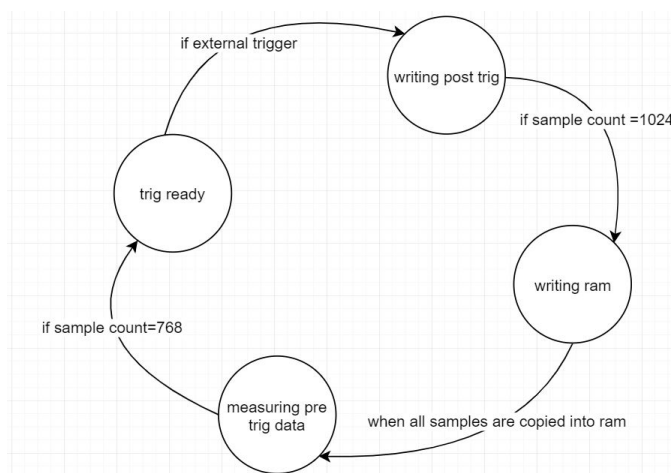 if external trigger
writing post trig
if sample count =1024
trig ready
writing ram
if sample count=768
measuring pre
trig data
when all samples are copied into ram